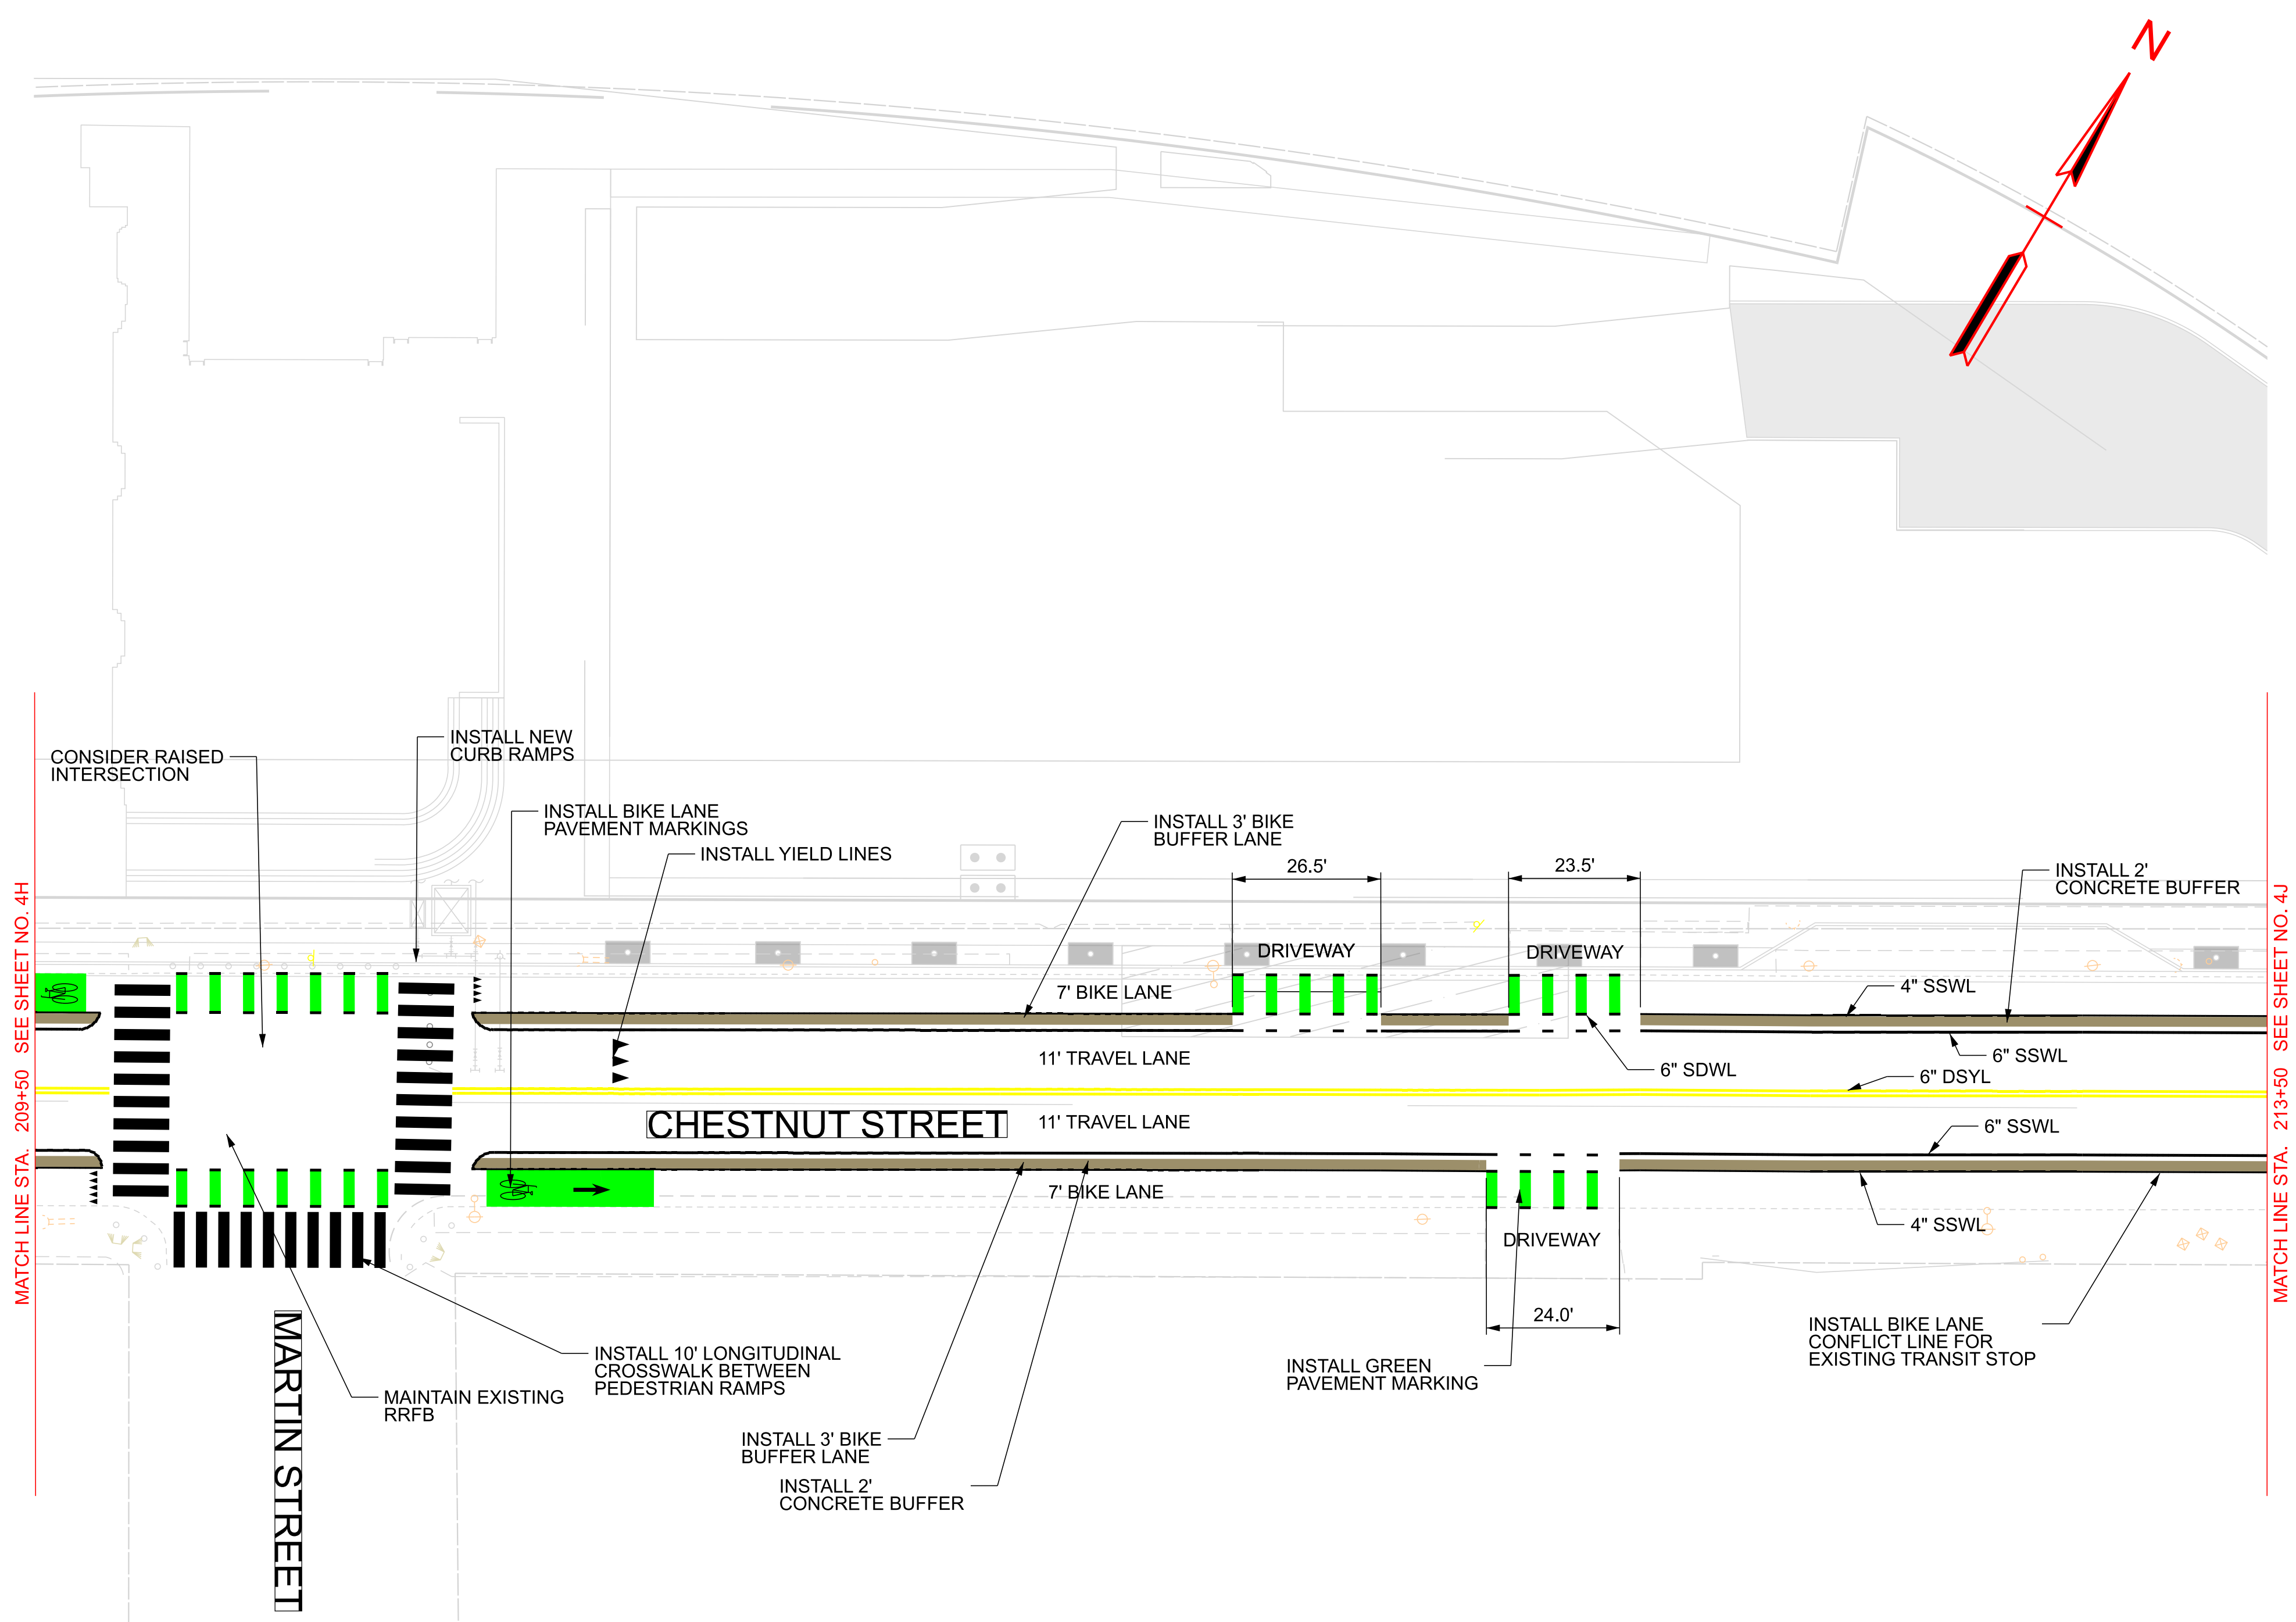 N
CONSIDER RAISED
INTERSECTION
INSTALL NEW
CURB RAMPS
INSTALL BIKE LANE
PAVEMENT MARKINGS
INSTALL YIELD LINES
INSTALL 3' BIKE
BUFFER LANE
26.5'
23.5'
INSTALL 2'
CONCRETE BUFFER
DRIVEWAY
DRIVEWAY
7' BIKE LANE
4" SSWL
11' TRAVEL LANE
6" SSWL
6" SDWL
6" DSYL
CHESTNUT STREET
11' TRAVEL LANE
6" SSWL
7' BIKE LANE
4" SSWL
DRIVEWAY
24.0'
INSTALL BIKE LANE
CONFLICT LINE FOR
EXISTING TRANSIT STOP
INSTALL GREEN
PAVEMENT MARKING
INSTALL 10' LONGITUDINAL
CROSSWALK BETWEEN
PEDESTRIAN RAMPS
MAINTAIN EXISTING
RRFB
INSTALL 3' BIKE
BUFFER LANE
INSTALL 2'
CONCRETE BUFFER
MARTIN STREET
MATCH LINE STA. 209+50 SEE SHEET NO. 4H
MATCH LINE STA. 213+50 SEE SHEET NO. 4J